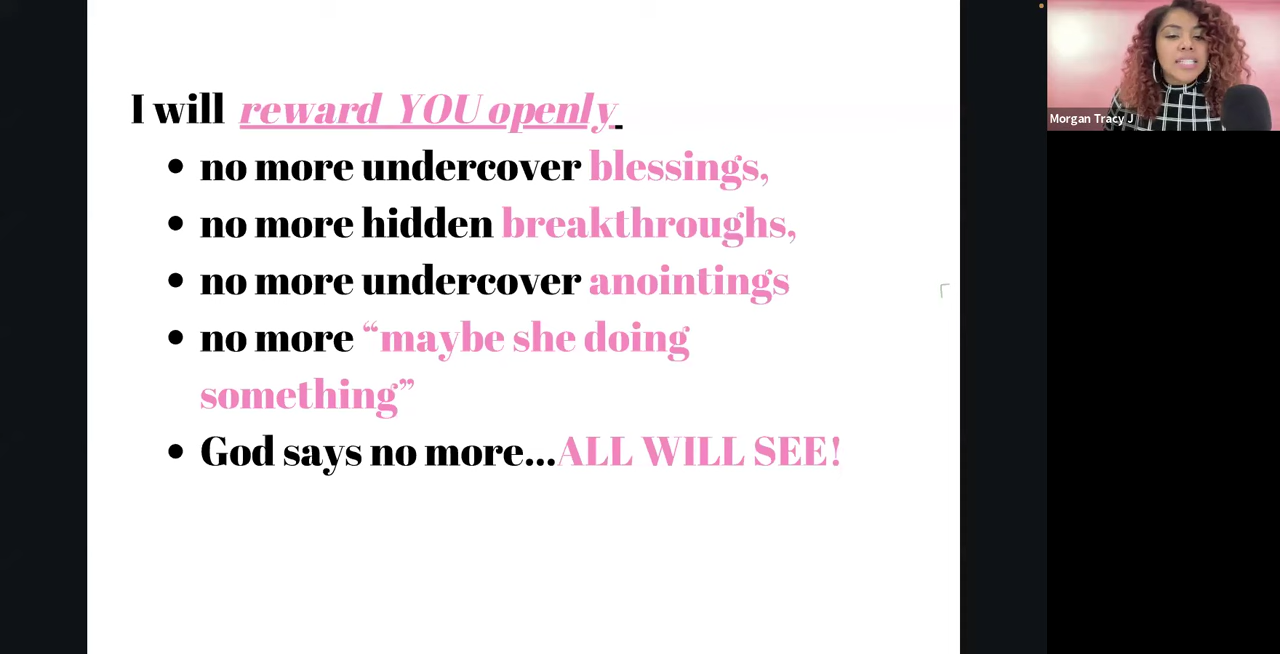 I will reward YOU openly
• no more undercover blessings,
• no more hidden breakthroughs,
• no more undercover anointings
• no more “maybe she doing
something”
• God says no more...ALL WILL SEE!
Morgan Tracy J